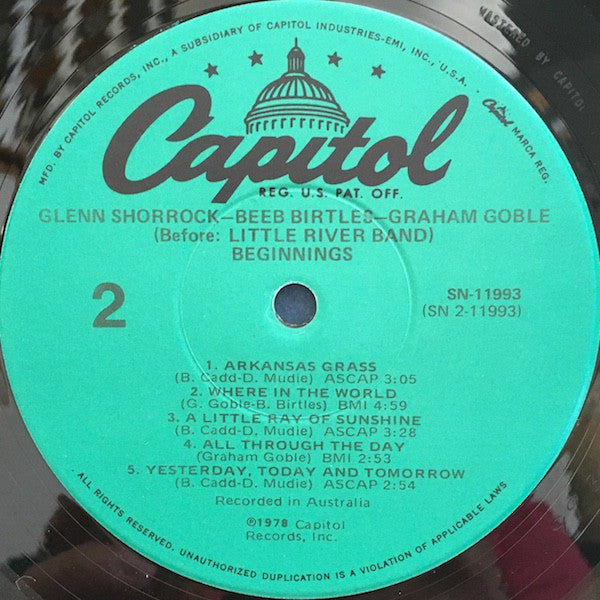 MFD. BY CAPITOL RECORDS, INC., A SUBSIDIARY OF CAPITOL INDUSTRIES-EMI, INC., U.S.A.
Capitol MARCA REG.
MASTERED BY CAPITOL
Capitol
REG. U.S. PAT. OFF.
GLENN SHORROCK—BEEB BIRTLES—GRAHAM GOBLE
(Before: LITTLE RIVER BAND)
BEGINNINGS
2
SN-11993
(SN 2-11993)
1. ARKANSAS GRASS
(B. Cadd-D. Mudie) ASCAP 3:05
2. WHERE IN THE WORLD
(G. Goble-B. Birtles) BMI 4:59
3. A LITTLE RAY OF SUNSHINE
(B. Cadd-D. Mudie) ASCAP 3:28
4. ALL THROUGH THE DAY
(Graham Goble) BMI 2:53
5. YESTERDAY, TODAY AND TOMORROW
(B. Cadd-D. Mudie) ASCAP 2:54
Recorded in Australia
℗1978 Capitol
Records, Inc.
ALL RIGHTS RESERVED. UNAUTHORIZED DUPLICATION IS A VIOLATION OF APPLICABLE LAWS